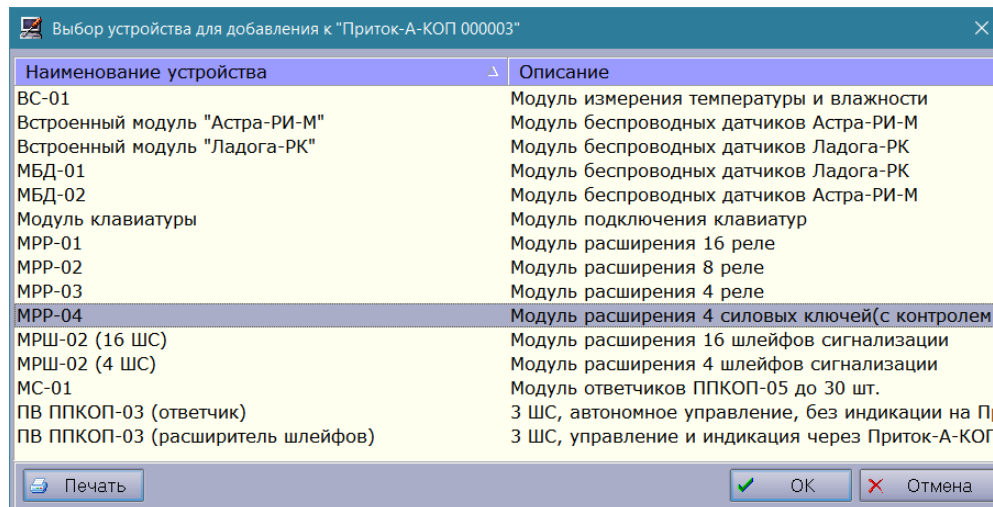 Выбор устройства для добавления к "Приток-А-КОП 000003"
Наименование устройства Описание
ВС-01 Модуль измерения температуры и влажности
Встроенный модуль "Астра-РИ-М" Модуль беспроводных датчиков Астра-РИ-М
Встроенный модуль "Ладога-РК" Модуль беспроводных датчиков Ладога-РК
МБД-01 Модуль беспроводных датчиков Ладога-РК
МБД-02 Модуль беспроводных датчиков Астра-РИ-М
Модуль клавиатуры Модуль подключения клавиатур
МРР-01 Модуль расширения 16 реле
МРР-02 Модуль расширения 8 реле
МРР-03 Модуль расширения 4 реле
МРР-04 Модуль расширения 4 силовых ключей(с контролем
МРШ-02 (16 ШС) Модуль расширения 16 шлейфов сигнализации
МРШ-02 (4 ШС) Модуль расширения 4 шлейфов сигнализации
МС-01 Модуль ответчиков ППКОП-05 до 30 шт.
ПВ ППКОП-03 (ответчик) 3 ШС, автономное управление, без индикации на
ПВ ППКОП-03 (расширитель шлейфов) 3 ШС, управление и индикация через Приток-А-КОП
Печать ОК Отмена